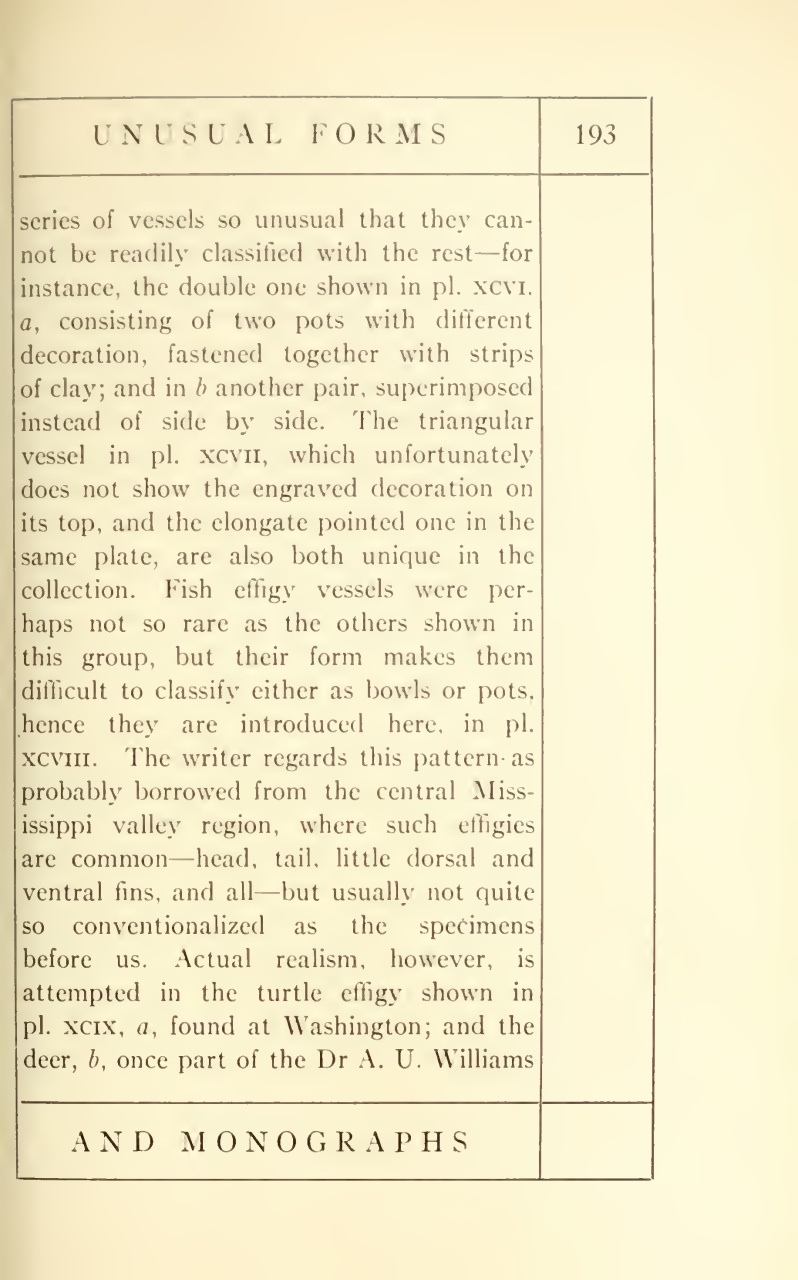 UNUSUAL FORMS
193
series of vessels so unusual that they can-
not be readily classified with the rest—for
instance, the double one shown in pl. XCVI,
a, consisting of two pots with different
decoration, fastened together with strips
of clay; and in b another pair, superimposed
instead of side by side. The triangular
vessel in pl. XCVII, which unfortunately
does not show the engraved decoration on
its top, and the elongate pointed one in the
same plate, are also both unique in the
collection. Fish effigy vessels were per-
haps not so rare as the others shown in
this group, but their form makes them
difficult to classify either as bowls or pots,
hence they are introduced here, in pl.
XCVIII. The writer regards this pattern as
probably borrowed from the central Miss-
issippi valley region, where such effigies
are common—head, tail, little dorsal and
ventral fins, and all—but usually not quite
so conventionalized as the specimens
before us. Actual realism, however, is
attempted in the turtle effigy shown in
pl. XCIX, a, found at Washington; and the
deer, b, once part of the Dr A. U. Williams
AND MONOGRAPHS